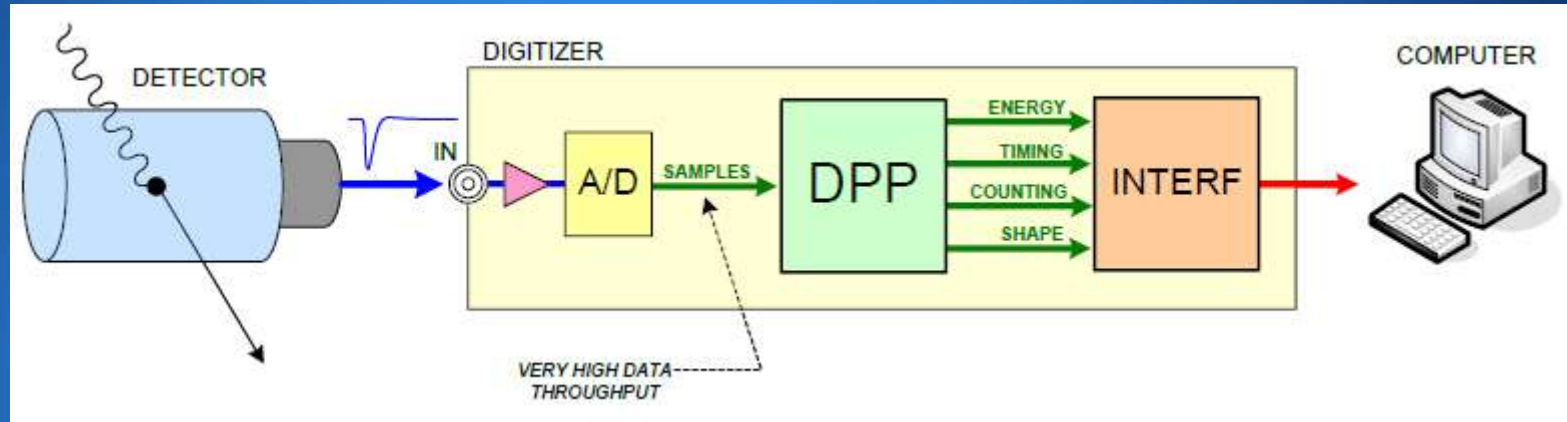 DETECTOR
DIGITIZER
COMPUTER
IN
A/D
SAMPLES
DPP
ENERGY
TIMING
COUNTING
SHAPE
INTERF
VERY HIGH DATA
THROUGHPUT